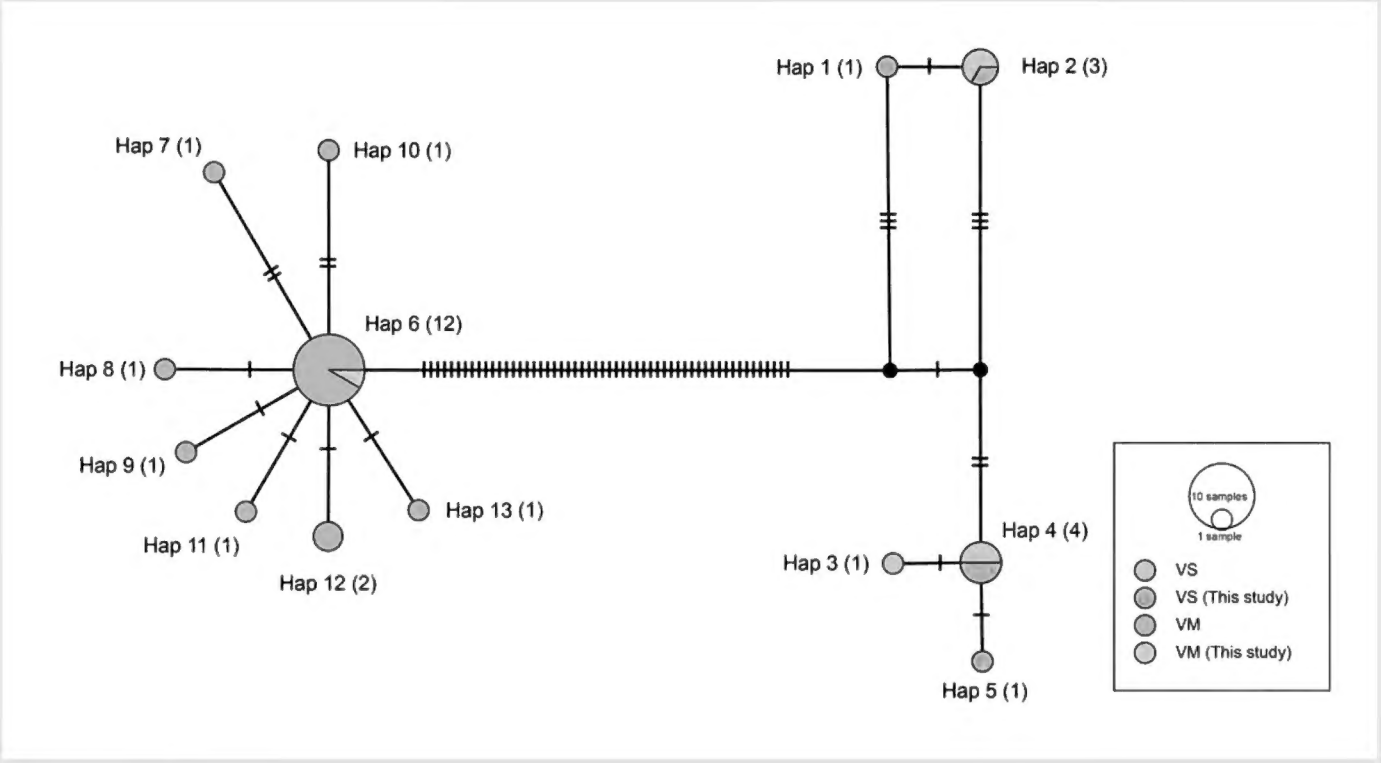 Hap 1 (1)
Hap 2 (3)
Hap 7 (1)
Hap 10 (1)
Hap 6 (12)
Hap 8 (1)
Hap 9 (1)
Hap 11 (1)
Hap 12 (2)
Hap 13 (1)
Hap 4 (4)
Hap 3 (1)
Hap 5 (1)
10 samples
1 sample
VS
VS (This study)
VM
VM (This study)